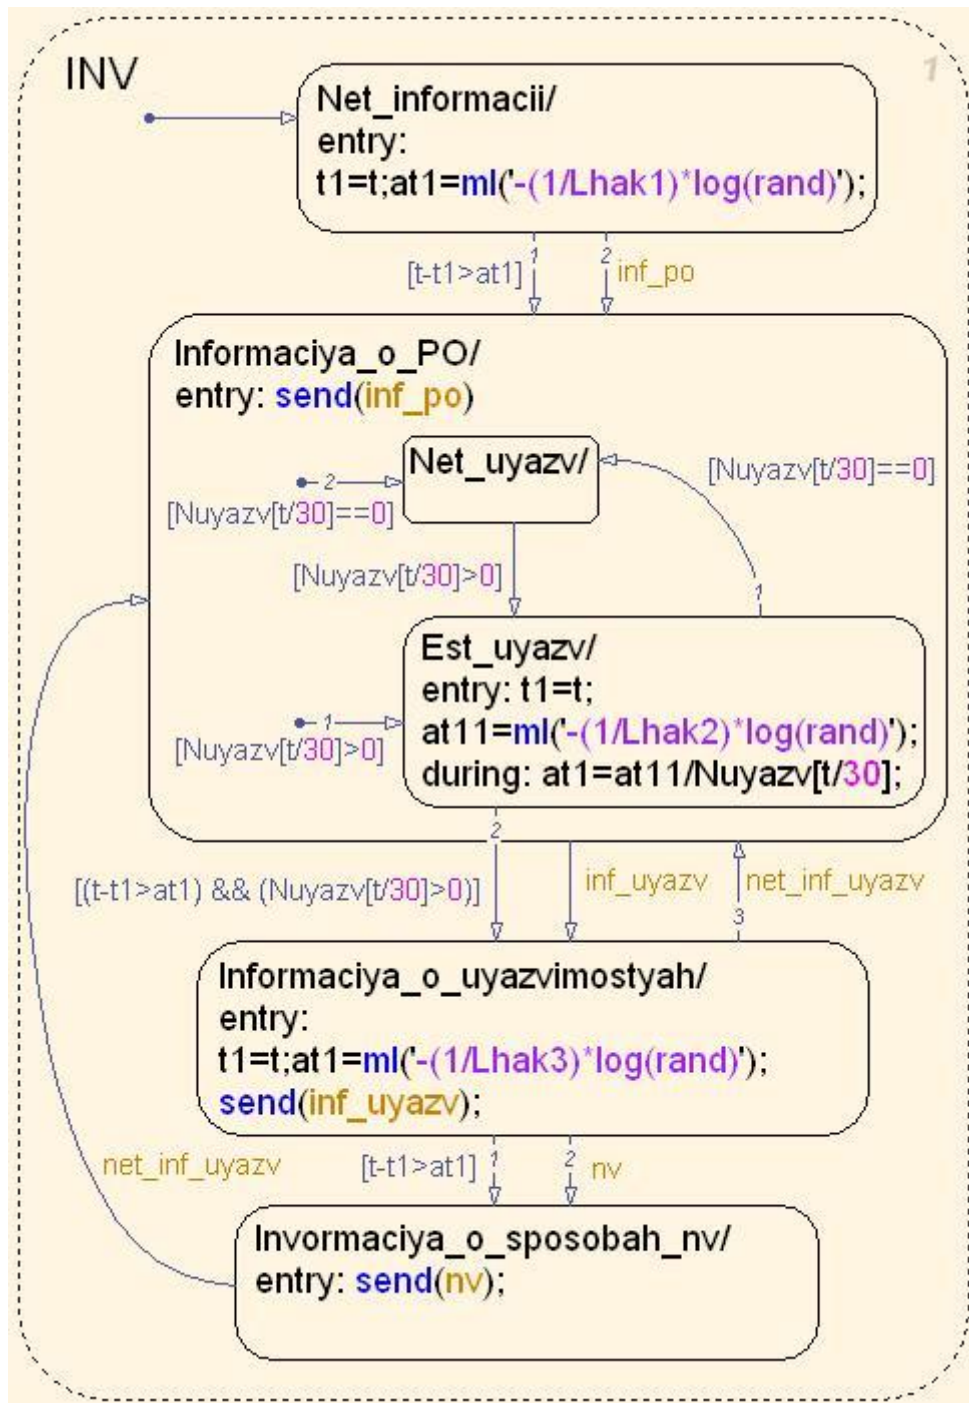 INV
1
Net_informacii/
entry:
t1=t;at1=ml('-(1/Lhak1)*log(rand)');
1
2
[t-t1>at1]
inf_po
Informaciya_o_PO/
entry: send(inf_po)
Net_uyazv/
2
[Nuyazv[t/30]==0]
[Nuyazv[t/30]==0]
[Nuyazv[t/30]>0]
1
Est_uyazv/
entry: t1=t;
at11=ml('-(1/Lhak2)*log(rand)');
during: at1=at11/Nuyazv[t/30];
1
[Nuyazv[t/30]>0]
2
[(t-t1>at1) && (Nuyazv[t/30]>0)]
inf_uyazv
net_inf_uyazv
3
Informaciya_o_uyazvimostyah/
entry:
t1=t;at1=ml('-(1/Lhak3)*log(rand)');
send(inf_uyazv);
net_inf_uyazv
[t-t1>at1]
1
2
nv
Invormaciya_o_sposobah_nv/
entry: send(nv);